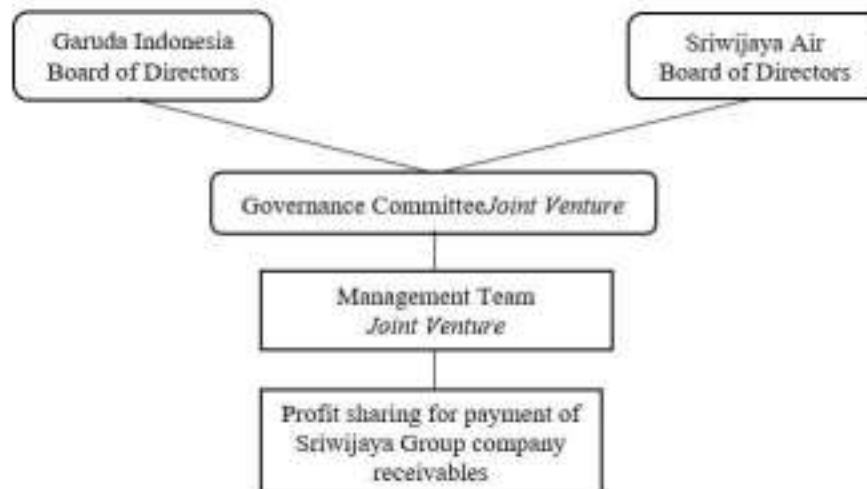 Garuda Indonesia
Board of Directors
Sriwijaya Air
Board of Directors
Governance CommitteeJoint Venture
Management Team
Joint Venture
Profit sharing for payment of
Sriwijaya Group company
receivables